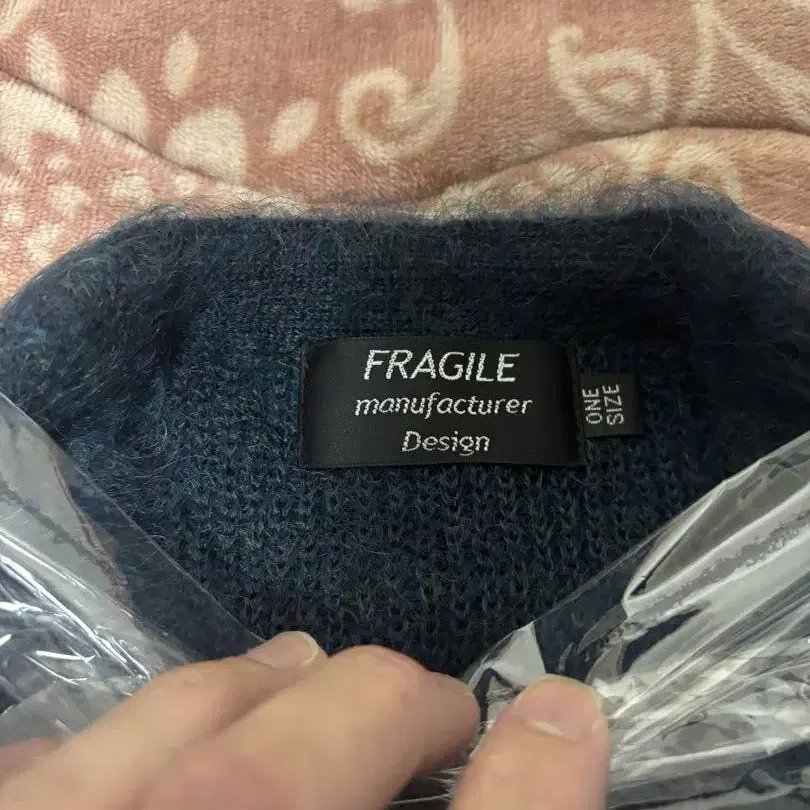 FRAGILE
manufacturer
Design
ONE
SIZE